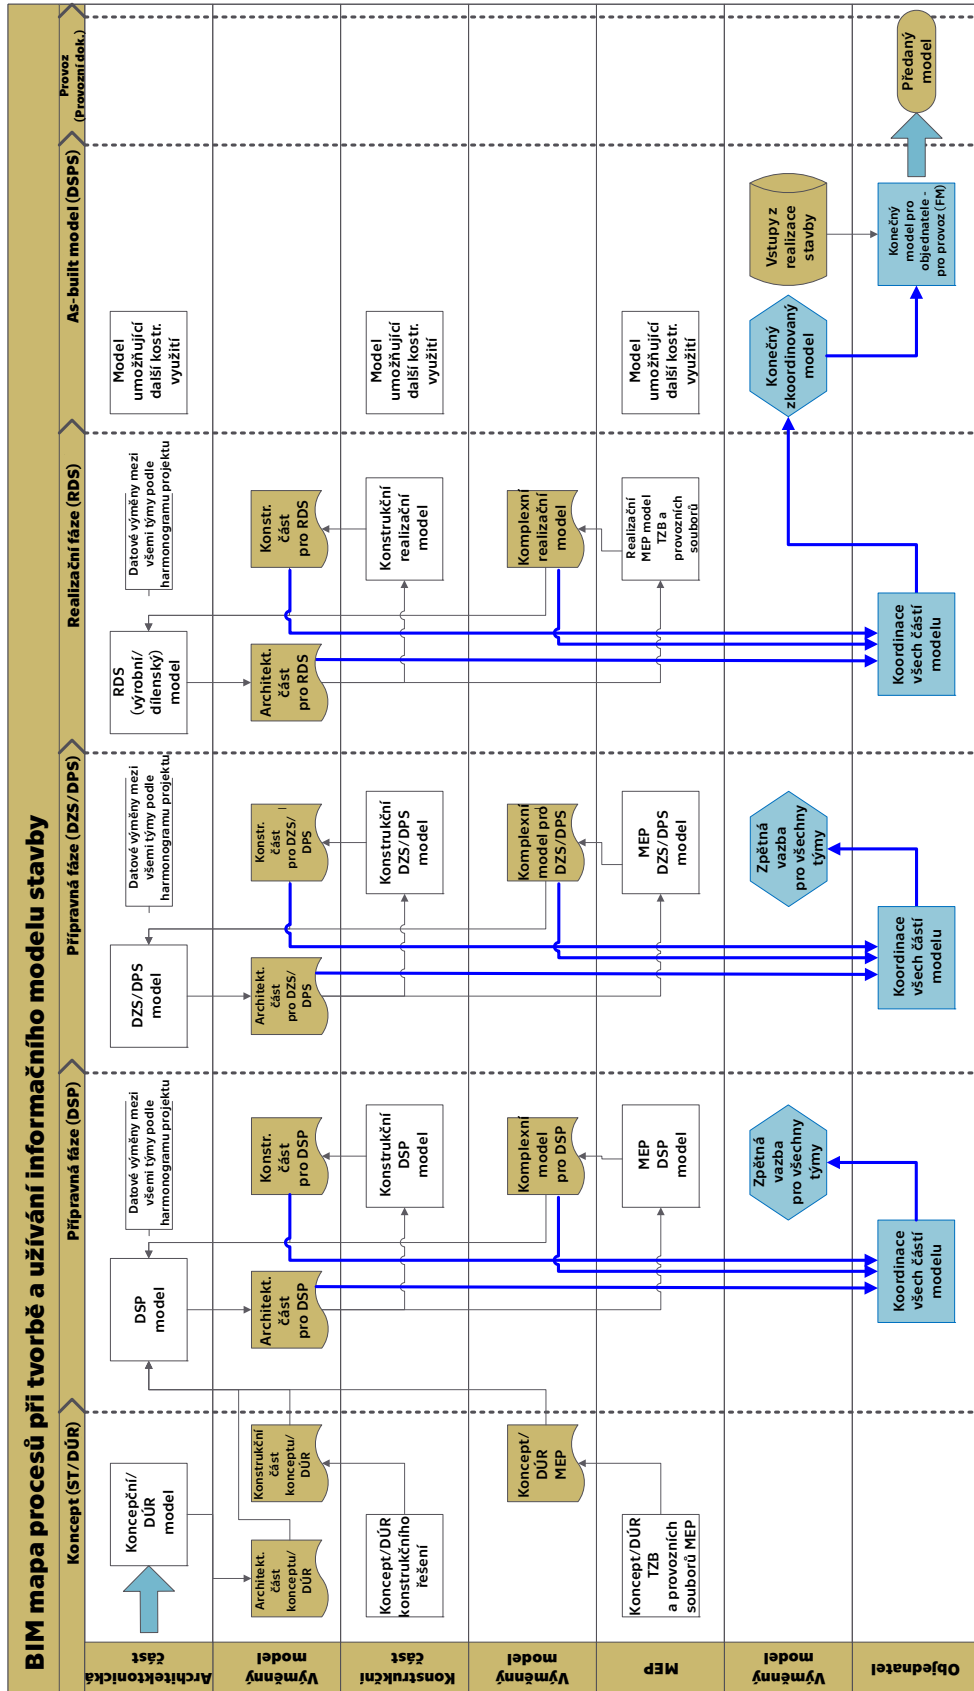 BIM mapa procesů při tvorbě a užívání informačního modelu stavby
Koncept (ST/DÚR)
Přípravná fáze (DSP)
Přípravná fáze (DZS/DPS)
Realizační fáze (RDS)
As-built model (DSPS)
Provoz
(Provozní dok.)
Architektonická
část
Koncepční/
DÚR
model
DSP
model
Datové výměny mezi
všemi týmy podle
harmonogramu projektu
DZS/DPS
model
Datové výměny mezi
všemi týmy podle
harmonogramu projektu
RDS
(výrobní/
dílenský)
model
Datové výměny mezi
všemi týmy podle
harmonogramu projektu
Model
umožňující
další kostr.
využití
Výměnný
model
Architekt.
část
konceptu/
DÚR
Konstrukční
část
konceptu/
DÚR
Architekt.
část
pro DSP
Konstr.
část
pro DSP
Architekt.
část
pro DZS/
DPS
Konstr.
část
pro DZS/
DPS
Architekt.
část
pro RDS
Konstr.
část
pro RDS
Konstrukční
část
Koncept/DÚR
konstrukčního
řešení
Konstrukční
DSP
model
Konstrukční
DZS/DPS
model
Konstrukční
realizační
model
Model
umožňující
další kostr.
využití
Výměnný
model
Koncept/
DÚR
MEP
Komplexní
model
pro DSP
Komplexní
model pro
DZS/DPS
Komplexní
realizační
model
MEP
Koncept/DÚR
TZB
a provozních
souborů MEP
MEP
DSP
model
MEP
DZS/DPS
model
Realizační
MEP model
TZB a
provozních
souborů
Model
umožňující
další kostr.
využití
Výměnný
model
Zpětná
vazba
pro všechny
týmy
Zpětná
vazba
pro všechny
týmy
Konečný
zkoordinovaný
model
Vstupy z
realizace
stavby
Objednatel
Koordinace
všech částí
modelu
Koordinace
všech částí
modelu
Koordinace
všech částí
modelu
Konečný
model pro
objednatele -
pro provoz (FM)
Předaný
model